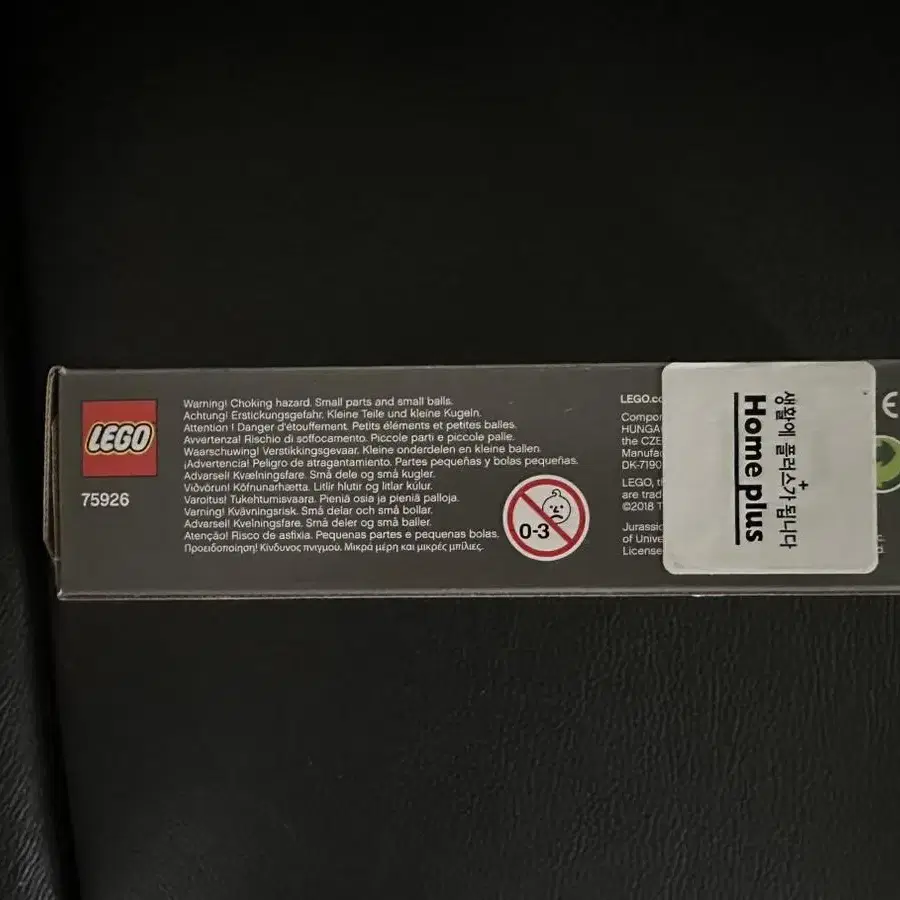 LEGO
75926
Warning! Choking hazard. Small parts and small balls.
Achtung! Erstickungsgefahr. Kleine Teile und kleine Kugeln.
Attention ! Danger d'étouffement. Petits éléments et petites balles.
Avvertenza! Rischio di soffocamento. Piccole parti e piccole palle.
Waarschuwing! Verstikkingsgevaar. Kleine onderdelen en kleine ballen.
¡Advertencia! Peligro de atragantamiento. Partes pequeñas y bolas pequeñas.
Advarsel! Kvælningsfare. Små dele og små kugler.
Viðvörun! Köfnunarhætta. Litlir hlutir og litlar kúlur.
Varoitus! Tukehtumisvaara. Pieniä osia ja pieniä palloja.
Varning! Kvävningsrisk. Små delar och små bollar.
Advarsel! Kvelningsfare. Små deler og små baller.
Atenção! Risco de asfixia. Pequenas partes e pequenas bolas.
Προειδοποίηση! Κίνδυνος πνιγμού. Μικρά μέρη και μικρές μπίλιες.
0-3
LEGO.co
Compor
HUNGA
the CZE
Manufac
DK-7190
LEGO, t
are trad
©2018 T
Jurassic
of Unive
License
생활에 플러스가 됩니다
+
Home plus
CE